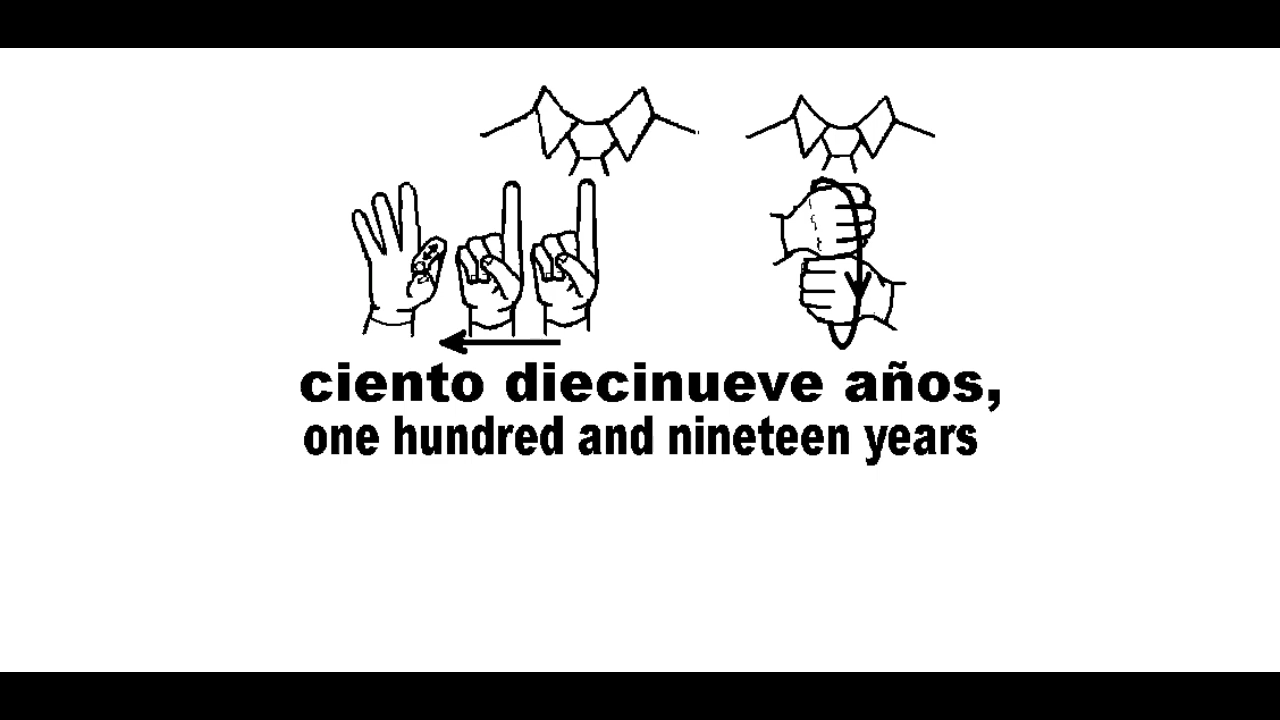 ciento diecinueve años,
one hundred and nineteen years